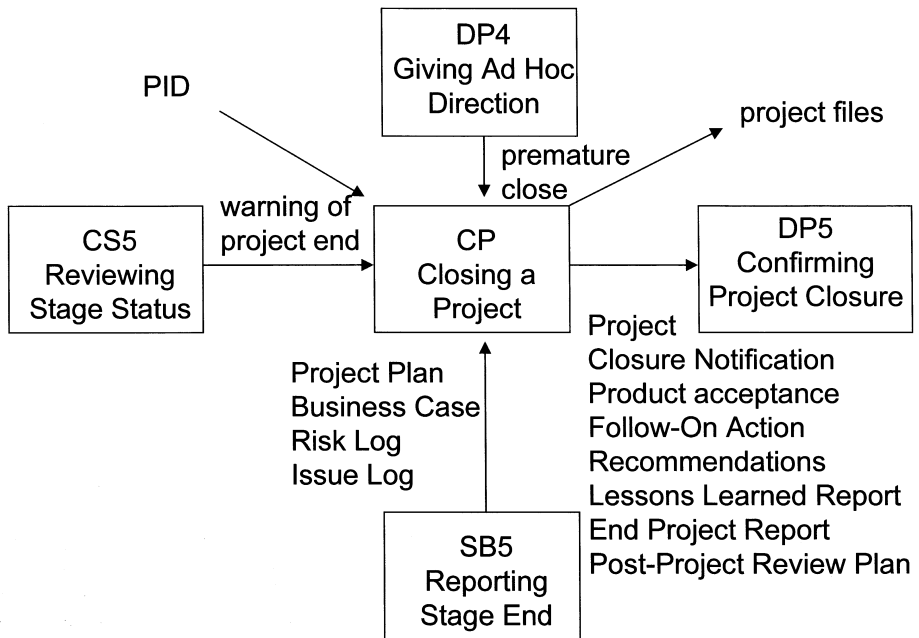 DP4
Giving Ad Hoc
Direction
PID
project files
premature
close
warning of
project end
CS5
Reviewing
Stage Status
CP
Closing a
Project
DP5
Confirming
Project Closure
Project Plan
Business Case
Risk Log
Issue Log
Project
Closure Notification
Product acceptance
Follow-On Action
Recommendations
Lessons Learned Report
End Project Report
Post-Project Review Plan
SB5
Reporting
Stage End